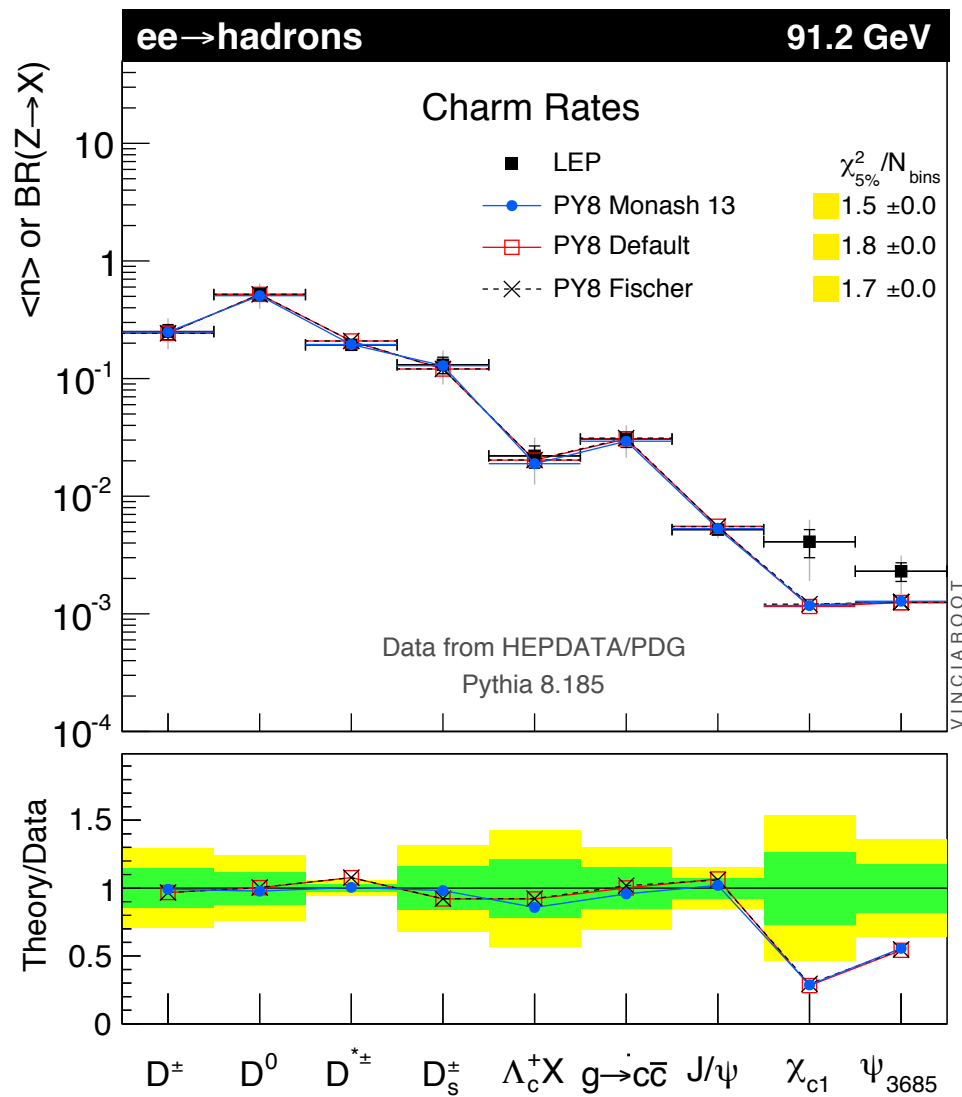 ee→hadrons 91.2 GeV
<n> or BR(Z→X)
Charm Rates
χ²5%/Nbins
LEP
PY8 Monash 13 1.5 ±0.0
PY8 Default 1.8 ±0.0
PY8 Fischer 1.7 ±0.0
10
1
10⁻¹
10⁻²
10⁻³
10⁻⁴
Data from HEPDATA/PDG
Pythia 8.185
VINCIAROOT
Theory/Data
1.5
1
0.5
0
D± D⁰ D*± Ds± Λc⁺X g→cc̅ J/ψ χc1 ψ3685